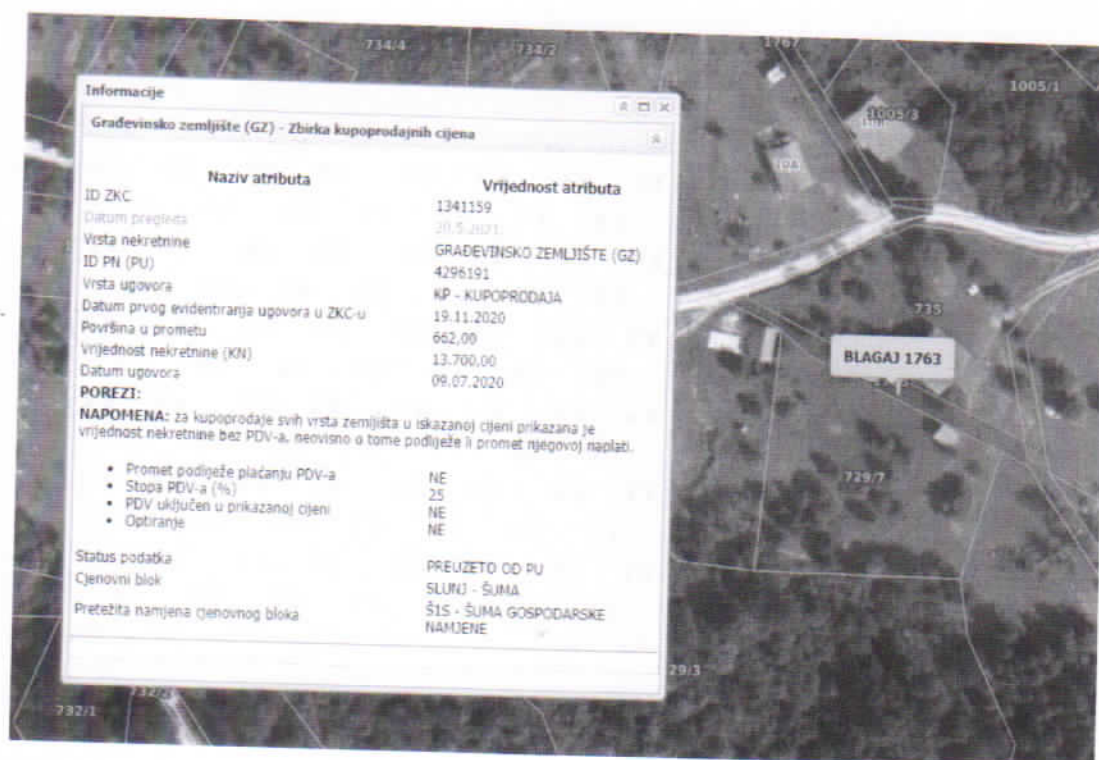 734/4
734/2
1767
1005/1
1005/3
10A
Informacije
Građevinsko zemljište (GZ) - Zbirka kupoprodajnih cijena
Naziv atributa Vrijednost atributa
ID ZKC 1341159
Datum pregleda 20.5.2021
Vrsta nekretnine GRAĐEVINSKO ZEMLJIŠTE (GZ)
ID PN (PU) 4296191
Vrsta ugovora KP - KUPOPRODAJA
Datum prvog evidentiranja ugovora u ZKC-u 19.11.2020
Površina u prometu 662,00
Vrijednost nekretnine (KN) 13.700,00
Datum ugovora 09.07.2020
POREZI:
NAPOMENA: za kupoprodaje svih vrsta zemljišta u iskazanoj cijeni prikazana je
vrijednost nekretnine bez PDV-a, neovisno o tome podliježe li promet njegovoj naplati.
• Promet podliježe plaćanju PDV-a NE
• Stopa PDV-a (%) 25
• PDV uključen u prikazanoj cijeni NE
• Optiranje NE
Status podatka PREUZETO OD PU
Cjenovni blok SLUNJ - ŠUMA
Pretežita namjena cjenovnog bloka Š1S - ŠUMA GOSPODARSKE
NAMJENE
735
BLAGAJ 1763
729/7
29/3
732/2
732/1